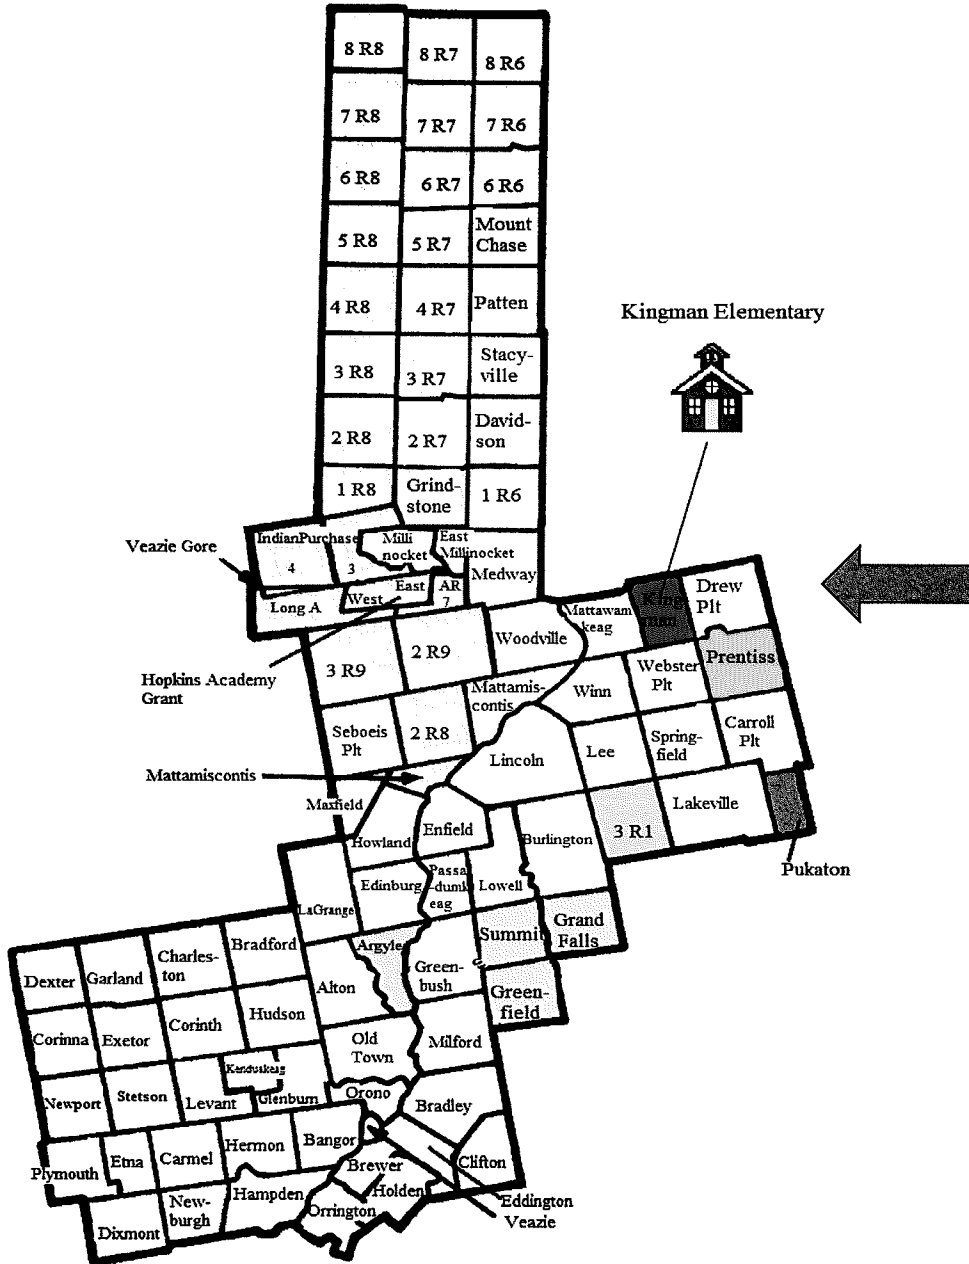 8 R8
8 R7
8 R6
7 R8
7 R7
7 R6
6 R8
6 R7
6 R6
5 R8
5 R7
Mount
Chase
4 R8
4 R7
Patten
Kingman Elementary
3 R8
3 R7
Stacy-
ville
2 R8
2 R7
David-
son
1 R8
Grind-
stone
1 R6
Veazie Gore
IndianPurchase
4
3
Milli
nocket
East
Millinocket
Medway
Long A
West
East
AR
7
Hopkins Academy
Grant
Mattawam
keag
King
man
Drew
Plt
3 R9
2 R9
Woodville
Webster
Plt
Prentiss
Mattamis-
contis
Winn
Seboeis
Plt
2 R8
Lincoln
Lee
Spring-
field
Carroll
Plt
Mattamiscontis
Maxfield
Howland
Enfield
Burlington
3 R1
Lakeville
Pukaton
LaGrange
Edinburg
Passa
-dumk
eag
Lowell
Summit
Grand
Falls
Dexter
Garland
Charles-
ton
Bradford
Alton
Argyle
Green-
bush
Green-
field
Corinna
Exetor
Corinth
Hudson
Old
Town
Milford
Newport
Stetson
Levant
Kenduskeag
Glenburn
Orono
Bradley
Plymouth
Etna
Carmel
Hermon
Bangor
Brewer
Clifton
Dixmont
New-
burgh
Hampden
Orrington
Holden
Eddington
Veazie